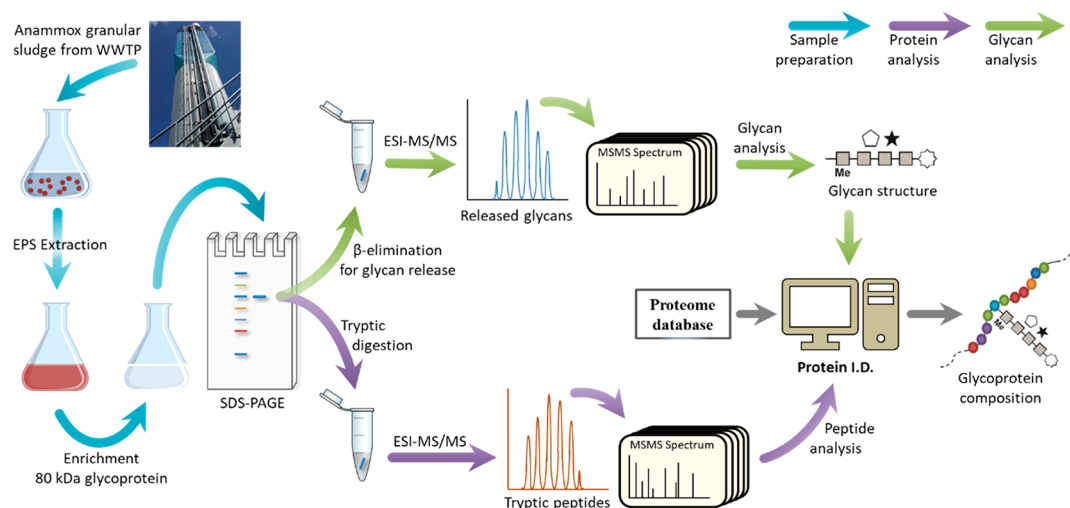 Anammox granular
sludge from WWTP
EPS Extraction
Enrichment
80 kDa glycoprotein
SDS-PAGE
β-elimination
for glycan release
Tryptic
digestion
ESI-MS/MS
Released glycans
MSMS Spectrum
Glycan
analysis
Me
Glycan structure
ESI-MS/MS
Tryptic peptides
MSMS Spectrum
Peptide
analysis
Proteome
database
Protein I.D.
Me
Glycoprotein
composition
Sample
preparation
Protein
analysis
Glycan
analysis